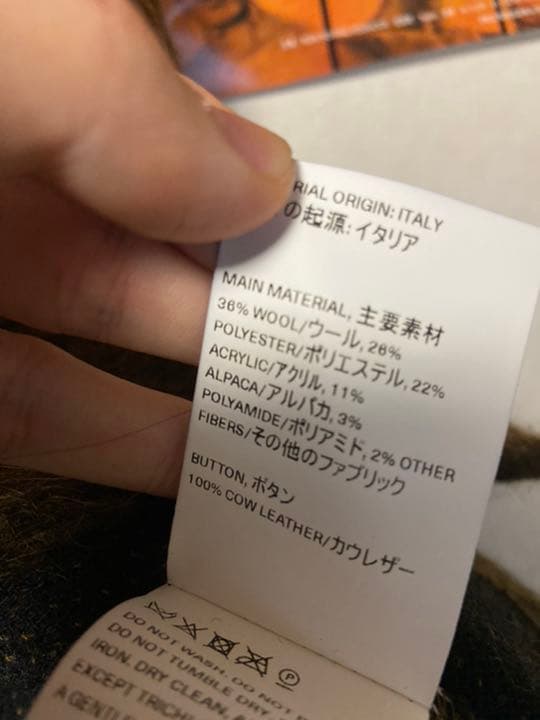 RIAL ORIGIN: ITALY
の起源: イタリア
MAIN MATERIAL, 主要素材
36% WOOL/ウール, 26%
POLYESTER/ポリエステル, 22%
ACRYLIC/アクリル, 11%
ALPACA/アルパカ, 3%
POLYAMIDE/ポリアミド, 2% OTHER
FIBERS/その他のファブリック
BUTTON, ボタン
100% COW LEATHER/カウレザー
DO NOT WASH. DO NOT
DO NOT TUMBLE DRY
IRON. DRY CLEAN,
EXCEPT TRICH
A GENTLE